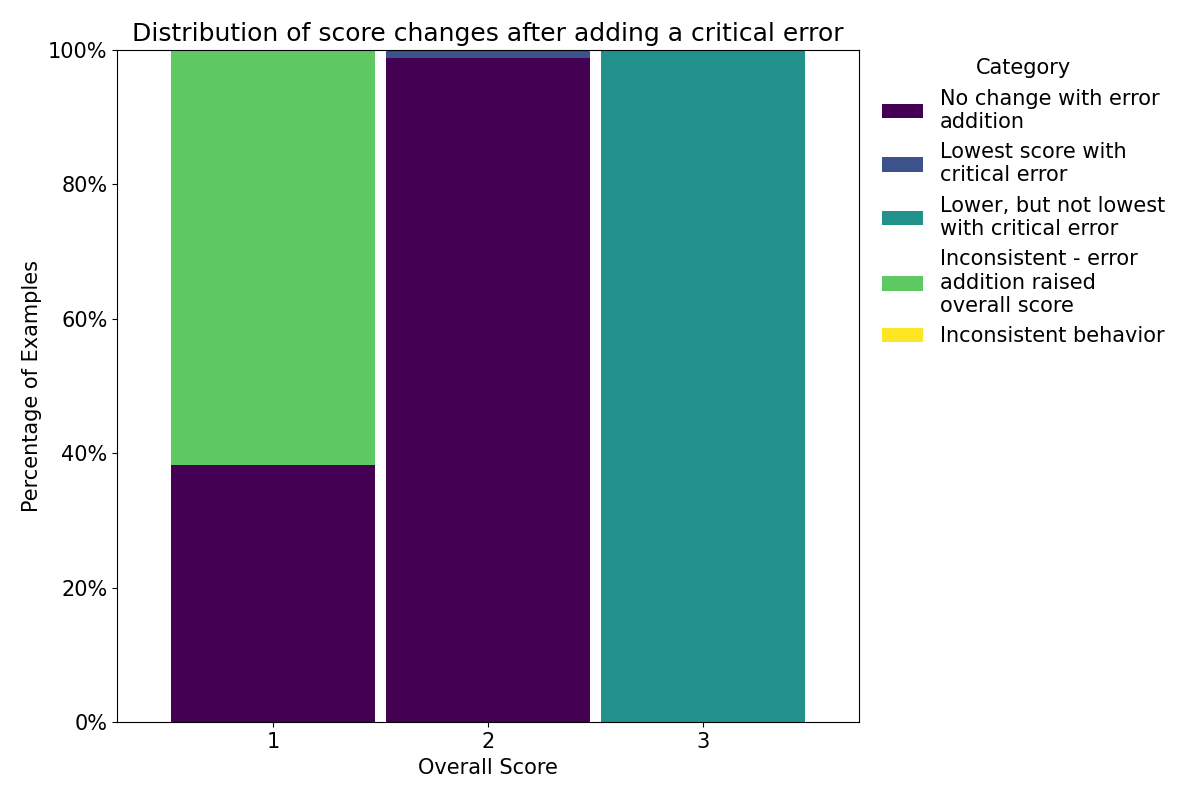 Distribution of score changes after adding a critical error
100%
80%
60%
40%
20%
0%
Percentage of Examples
1
2
3
Overall Score
Category
No change with error
addition
Lowest score with
critical error
Lower, but not lowest
with critical error
Inconsistent - error
addition raised
overall score
Inconsistent behavior